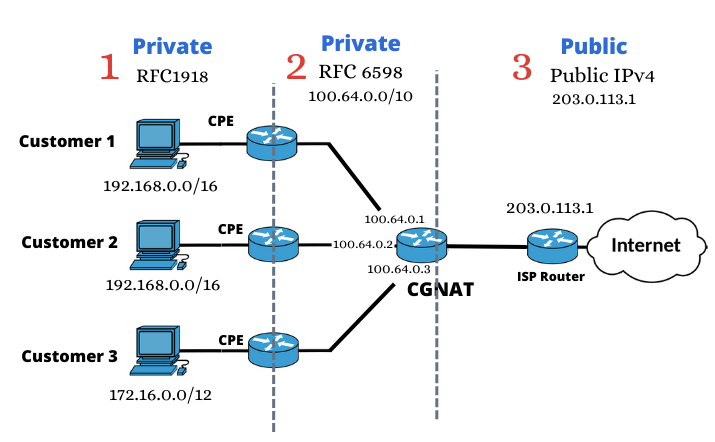 1
Private
RFC1918
2
Private
RFC 6598
100.64.0.0/10
3
Public
Public IPv4
203.0.113.1
Customer 1
CPE
192.168.0.0/16
Customer 2
CPE
192.168.0.0/16
Customer 3
CPE
172.16.0.0/12
100.64.0.1
100.64.0.2
100.64.0.3
CGNAT
203.0.113.1
ISP Router
Internet